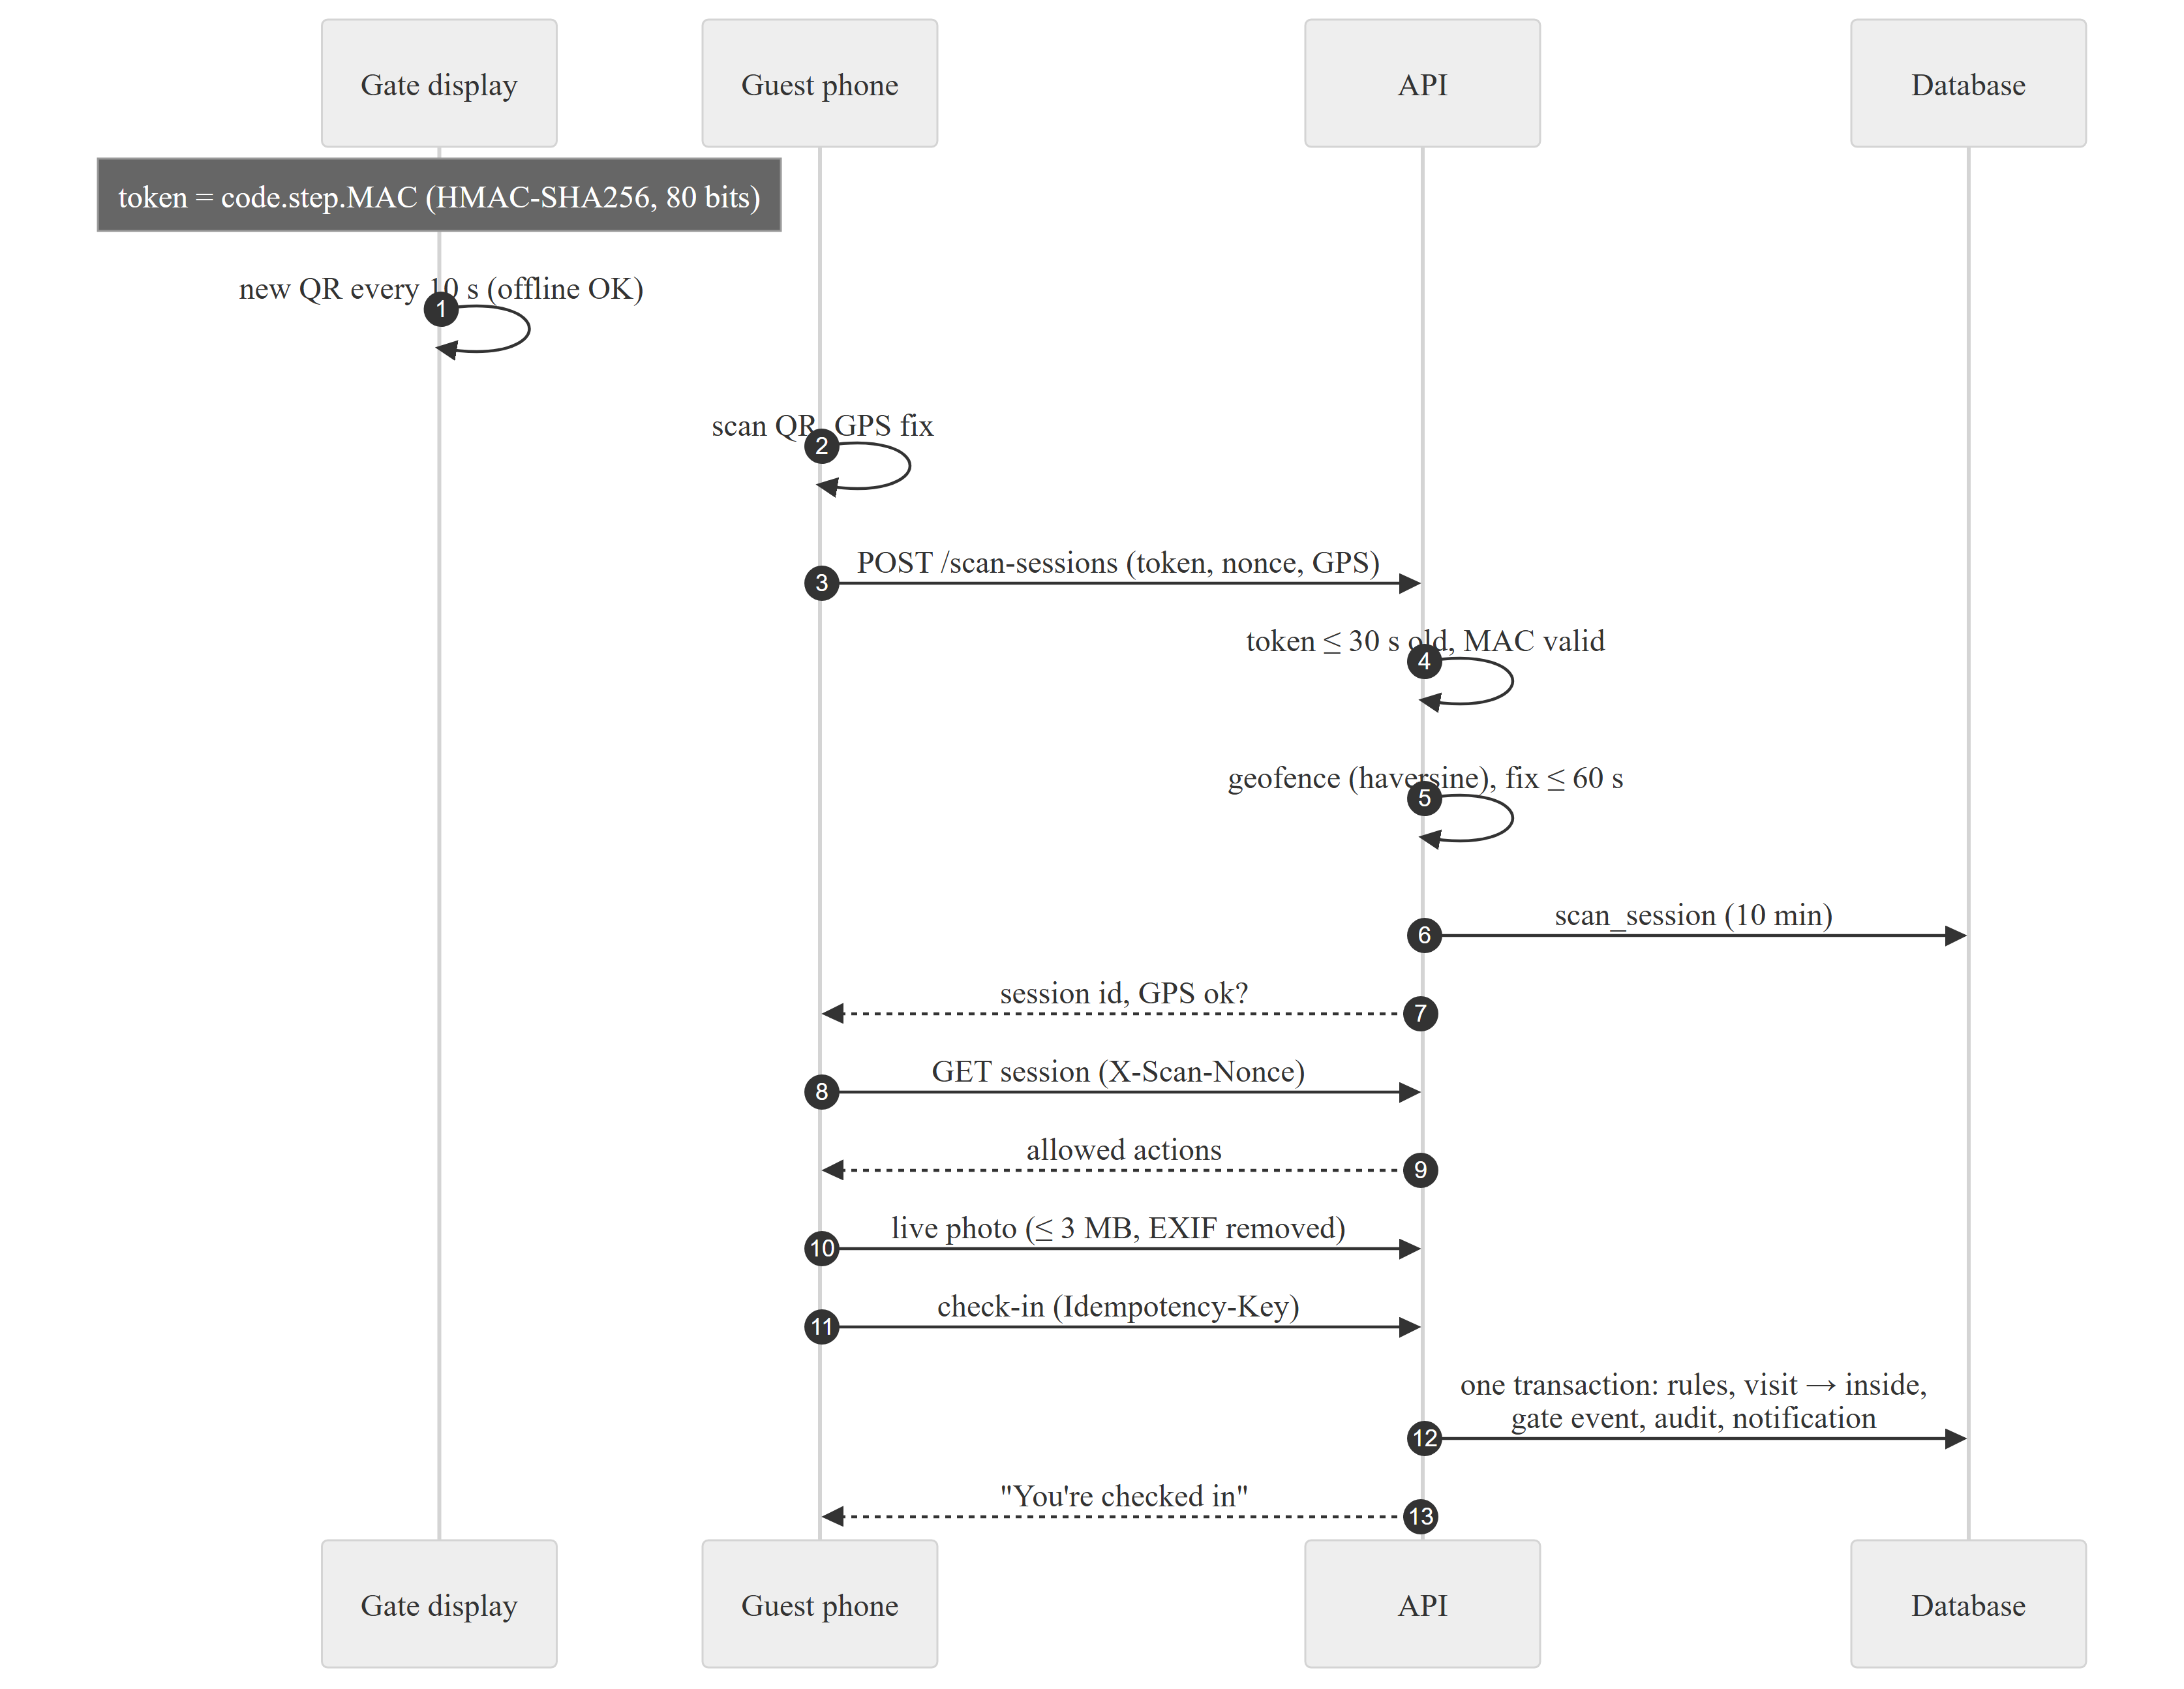 Gate display
Guest phone
API
Database
token = code.step.MAC (HMAC-SHA256, 80 bits)
new QR every 10 s (offline OK)
1
scan QR, GPS fix
2
POST /scan-sessions (token, nonce, GPS)
3
token ≤ 30 s old, MAC valid
4
geofence (haversine), fix ≤ 60 s
5
scan_session (10 min)
6
session id, GPS ok?
7
GET session (X-Scan-Nonce)
8
allowed actions
9
live photo (≤ 3 MB, EXIF removed)
10
check-in (Idempotency-Key)
11
one transaction: rules, visit → inside,
gate event, audit, notification
12
"You're checked in"
13
Gate display
Guest phone
API
Database